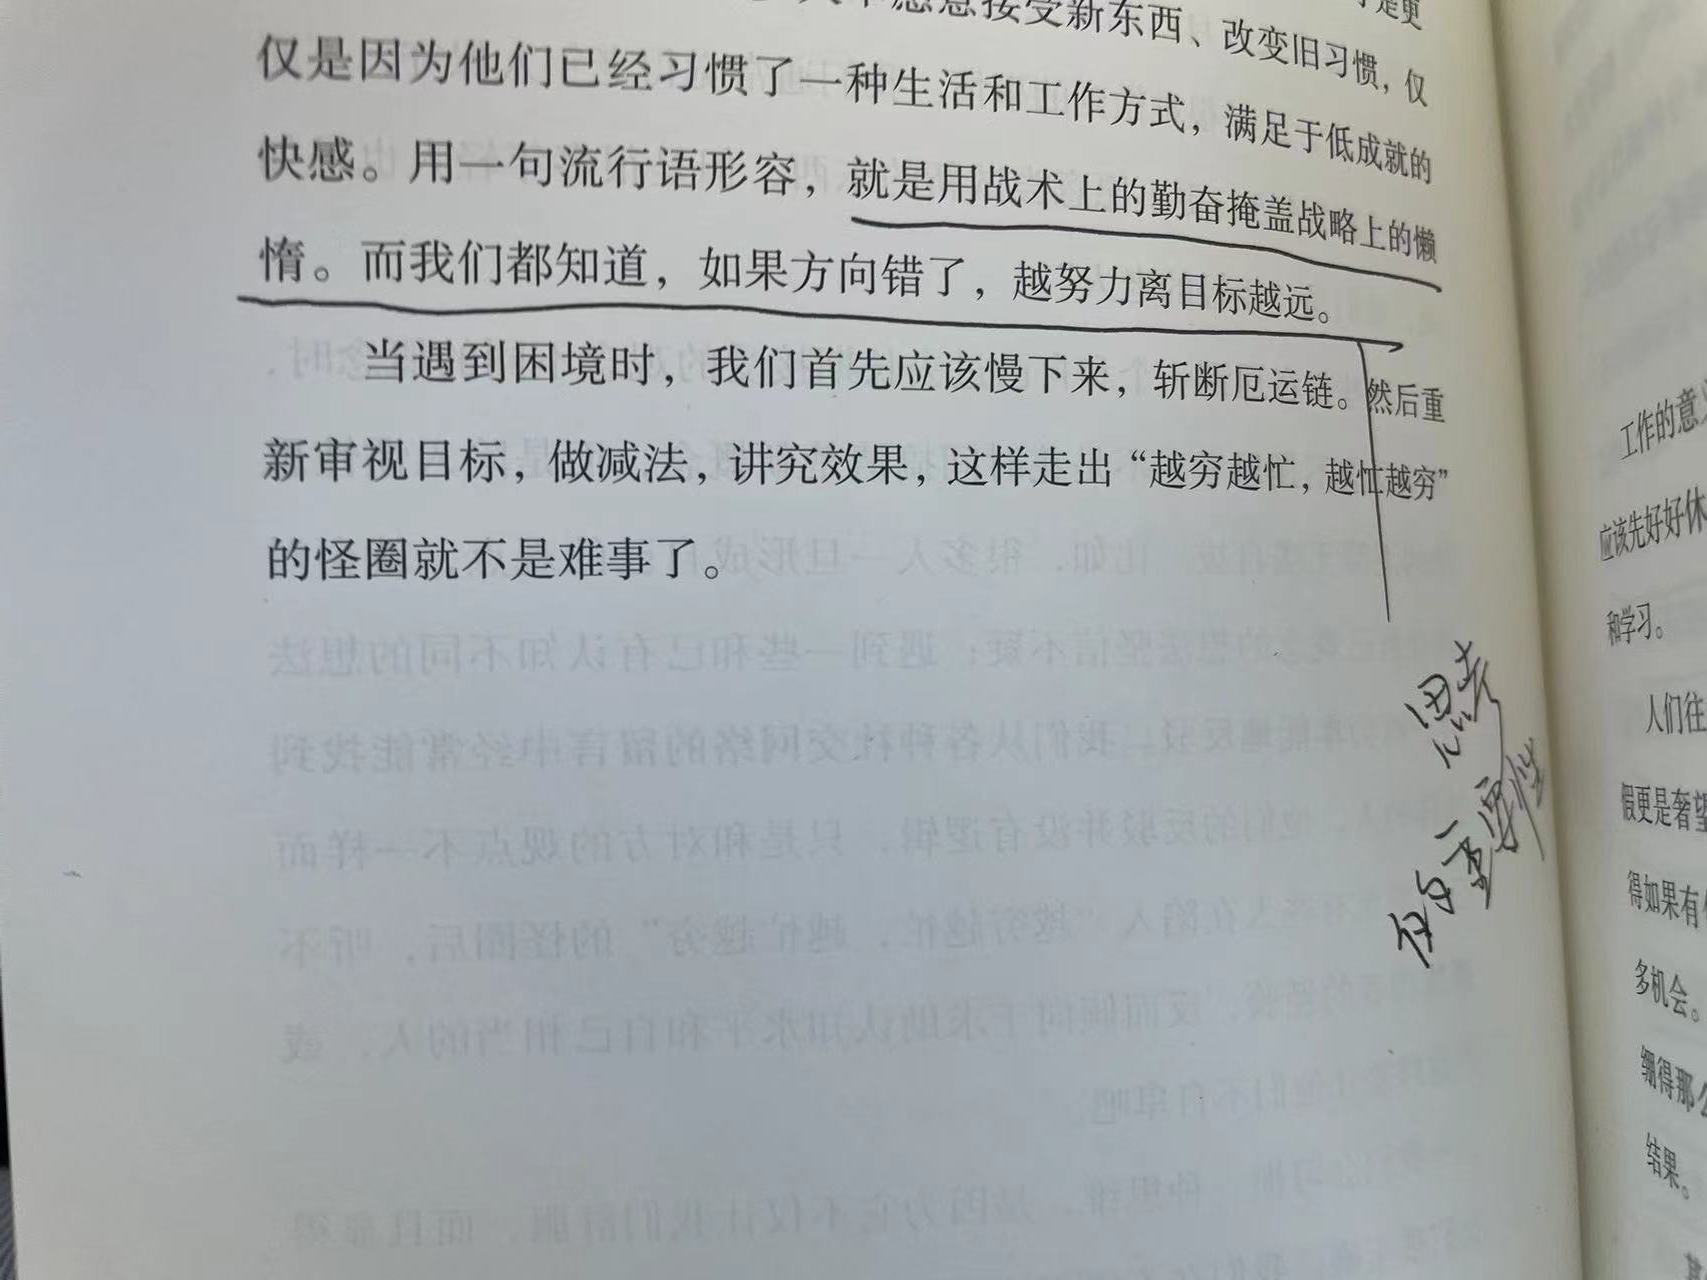 愿意接受新东西、改变旧习惯，仅
仅是因为他们已经习惯了一种生活和工作方式，满足于低成就的
快感。用一句流行语形容，就是用战术上的勤奋掩盖战略上的懒
惰。而我们都知道，如果方向错了，越努力离目标越远。
当遇到困境时，我们首先应该慢下来，斩断厄运链。然后重
新审视目标，做减法，讲究效果，这样走出“越穷越忙，越忙越穷”
的怪圈就不是难事了。
思考
的重要性
工作的意义
应该先好好休
和学习。
人们往
假更是奢望
得如果有
多机会。
绷得那么
结果。